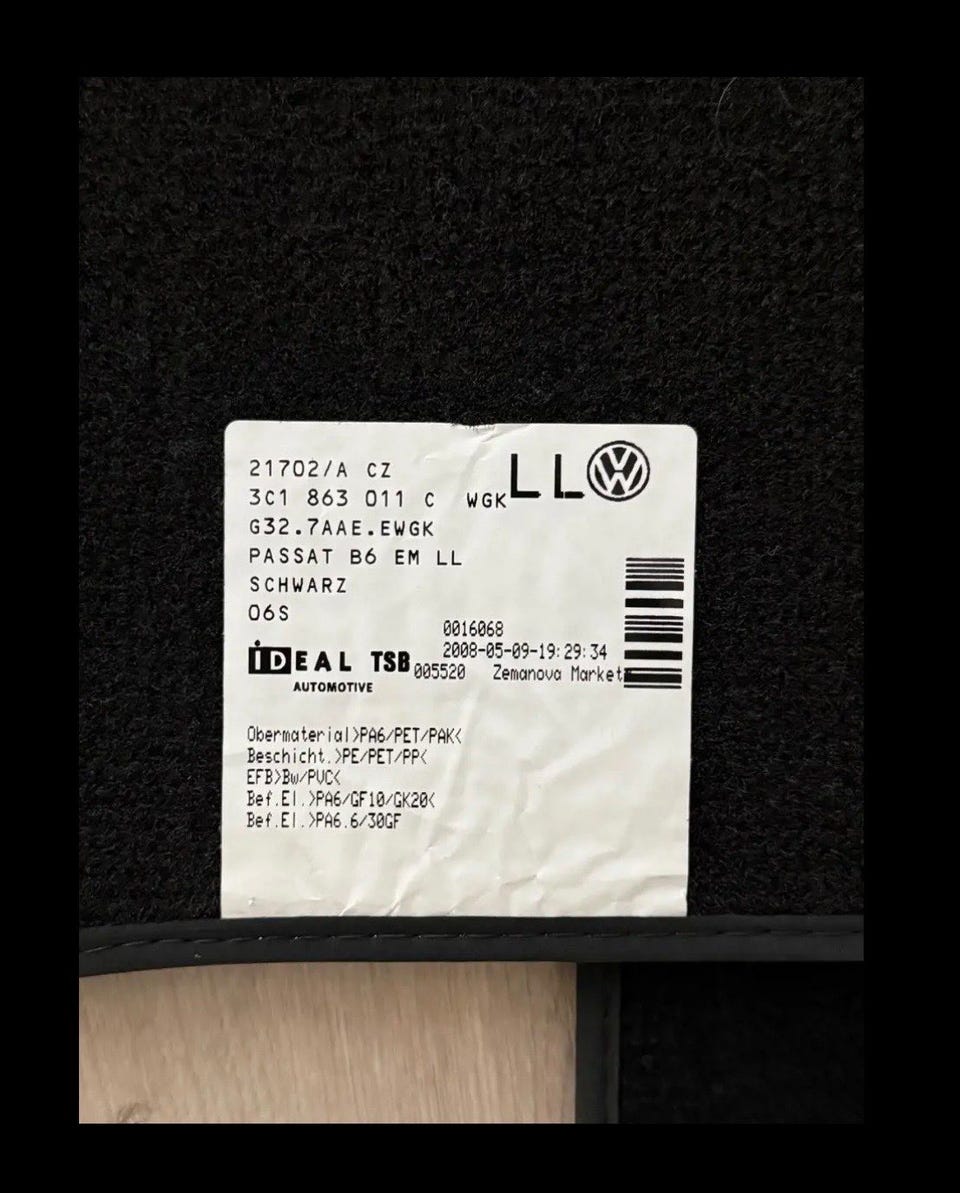 21702/A CZ
3C1 863 011 C WGK LL
G32.7AAE.EWGK
PASSAT B6 EM LL
SCHWARZ
06S
0016068
2008-05-09-19:29:34
005520 Zemanova Market
iDEAL TSB
AUTOMOTIVE
Obermaterial>PA6/PET/PAK<
Beschicht.>PE/PET/PP<
EFB>Bw/PVC<
Bef.El.>PA6/GF10/GK20<
Bef.El.>PA6.6/30GF